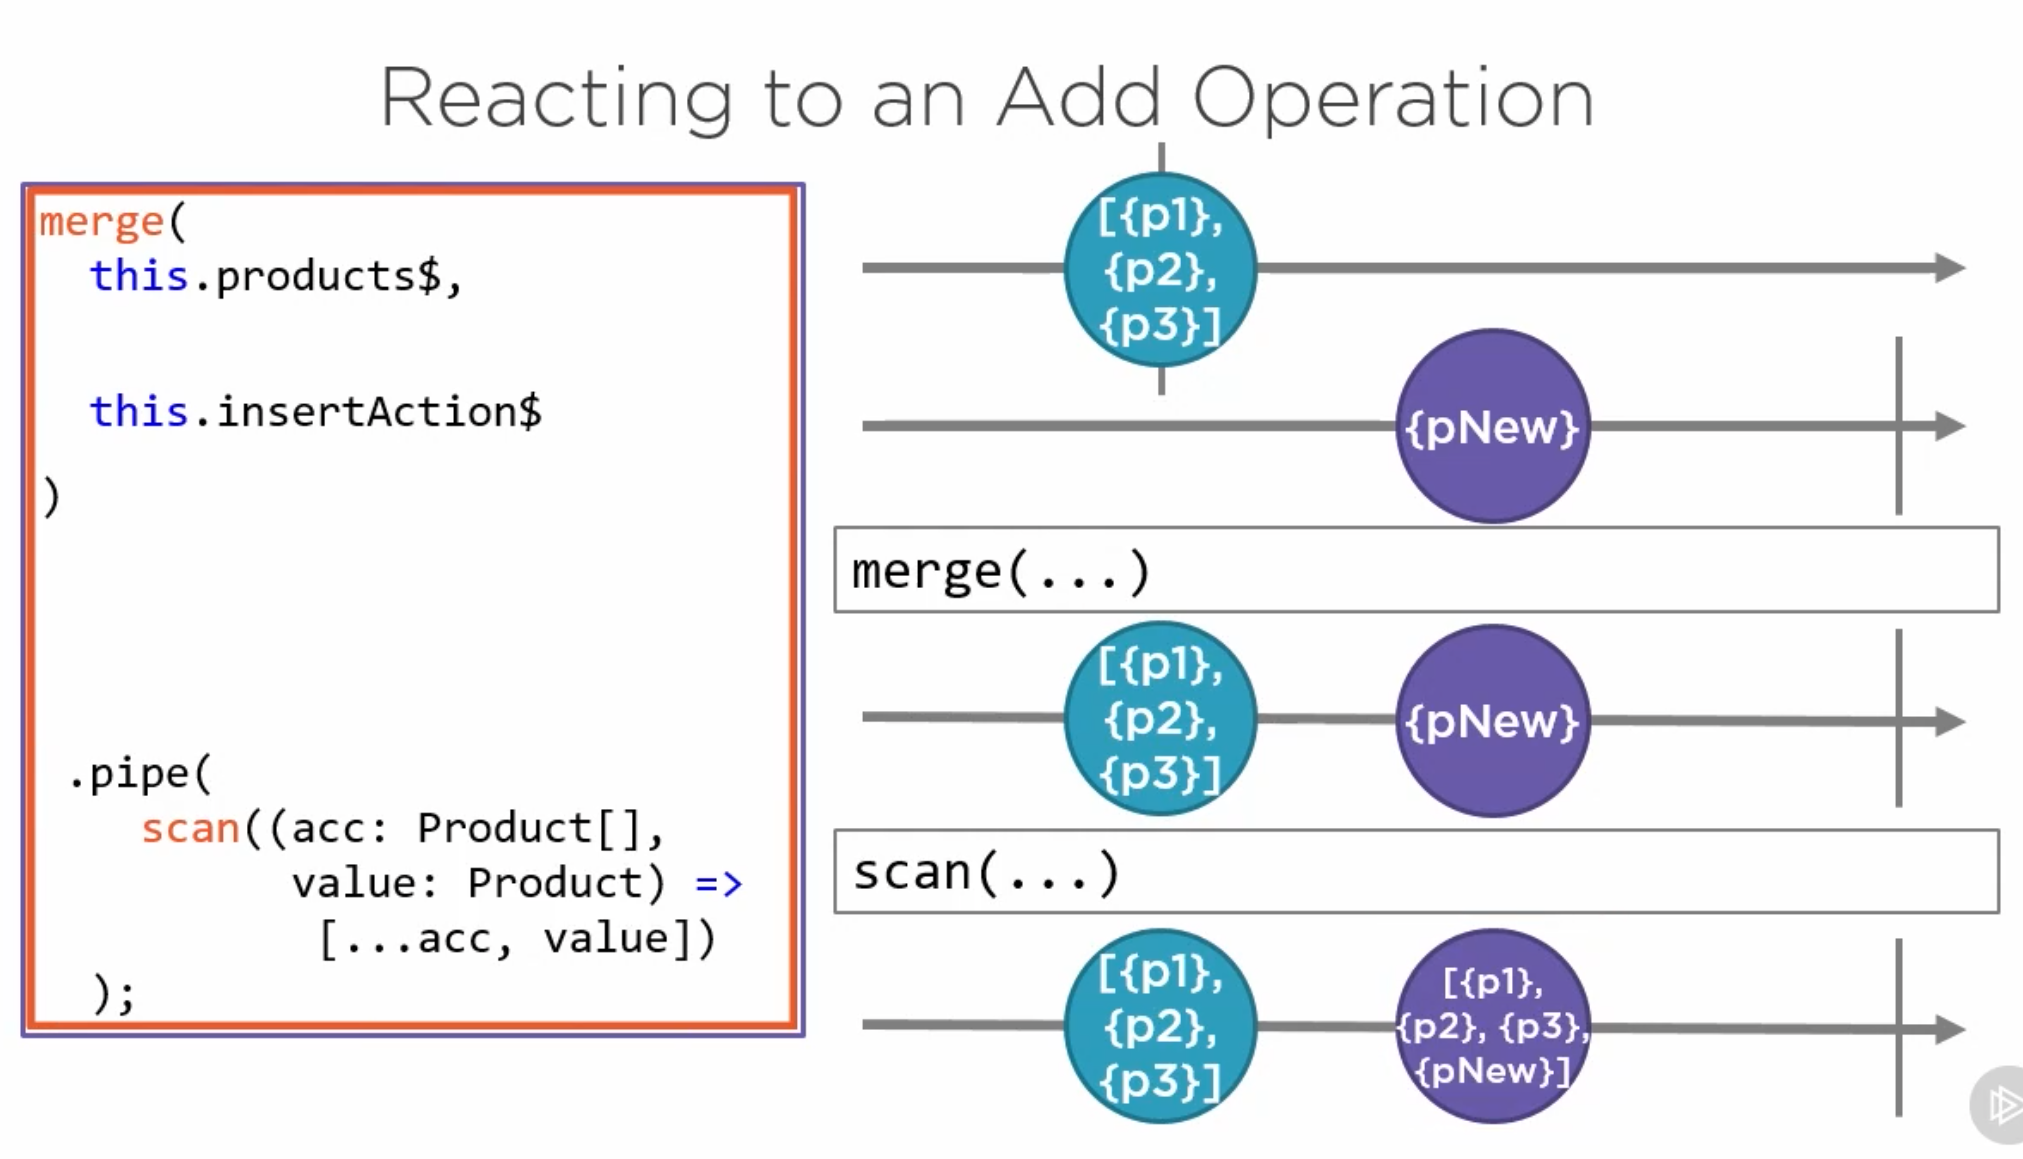 Reacting to an Add Operation
merge(
this.products$,
this.insertAction$
)
.pipe(
scan((acc: Product[],
value: Product) =>
[...acc, value])
);
[{p1},
{p2},
{p3}]
{pNew}
merge(...)
[{p1},
{p2},
{p3}]
{pNew}
scan(...)
[{p1},
{p2},
{p3}]
[{p1},
{p2}, {p3},
{pNew}]